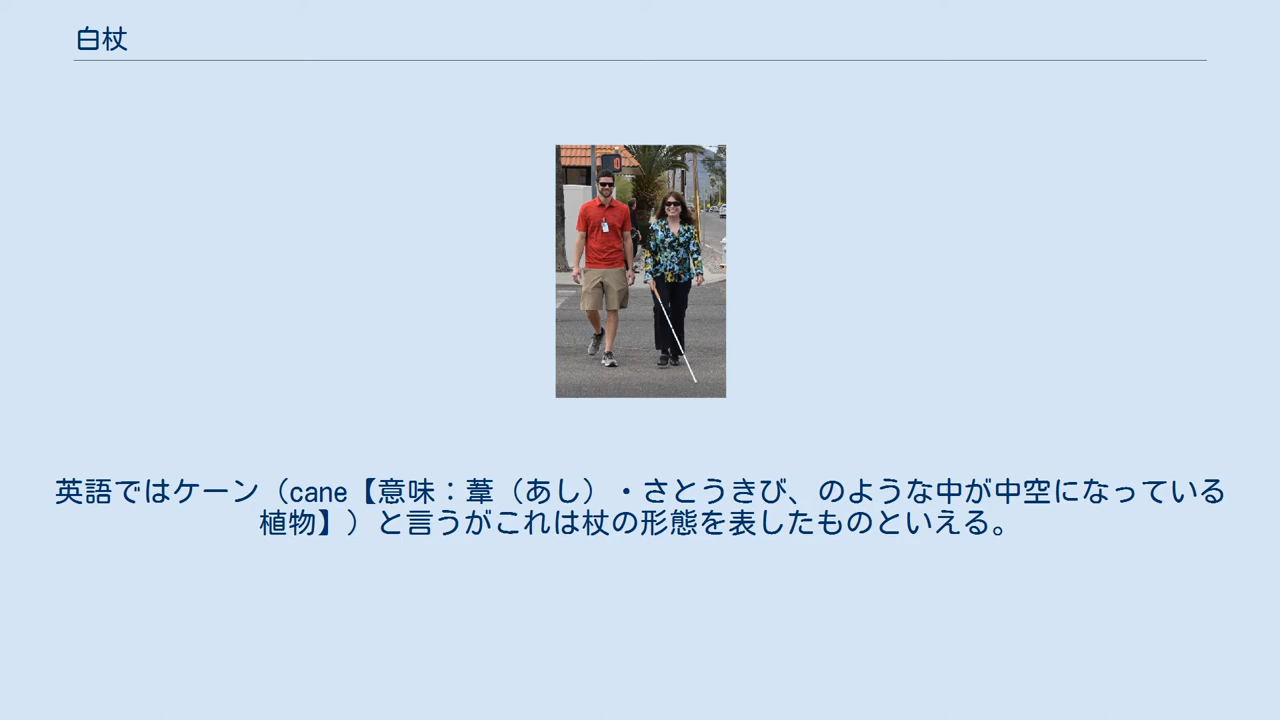 白杖
英語ではケーン（cane【意味：葦（あし）・さとうきび、のような中が中空になっている
植物】）と言うがこれは杖の形態を表したものといえる。